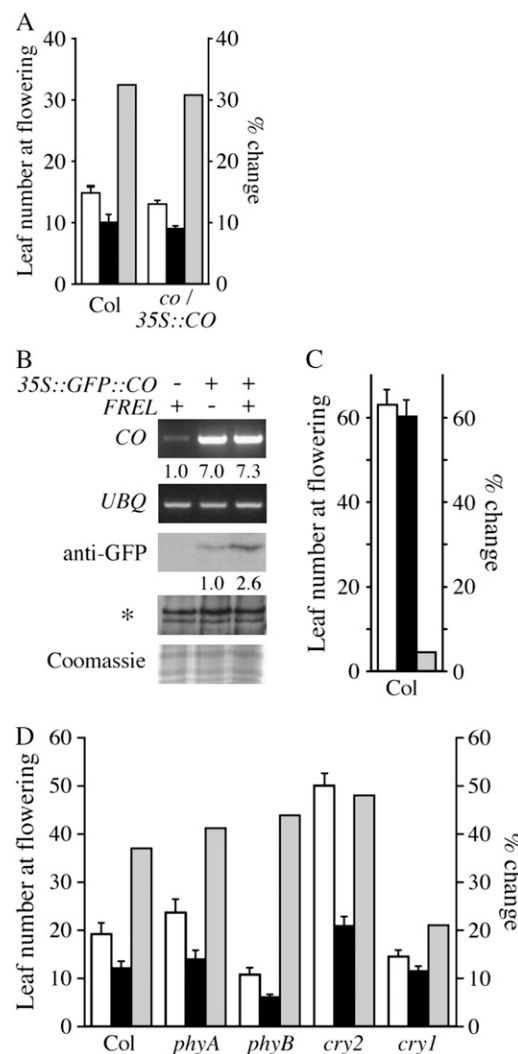 A
Leaf number at flowering
40
30
20
10
0
40
30
20
10
0
% change
Col
co /
35S::CO
B
35S::GFP::CO - + +
FREL + - +
CO
1.0 7.0 7.3
UBQ
anti-GFP
1.0 2.6
*
Coomassie
C
Leaf number at flowering
60
40
20
0
60
40
20
0
% change
Col
D
Leaf number at flowering
60
50
40
30
20
10
0
60
50
40
30
20
10
0
% change
Col phyA phyB cry2 cry1